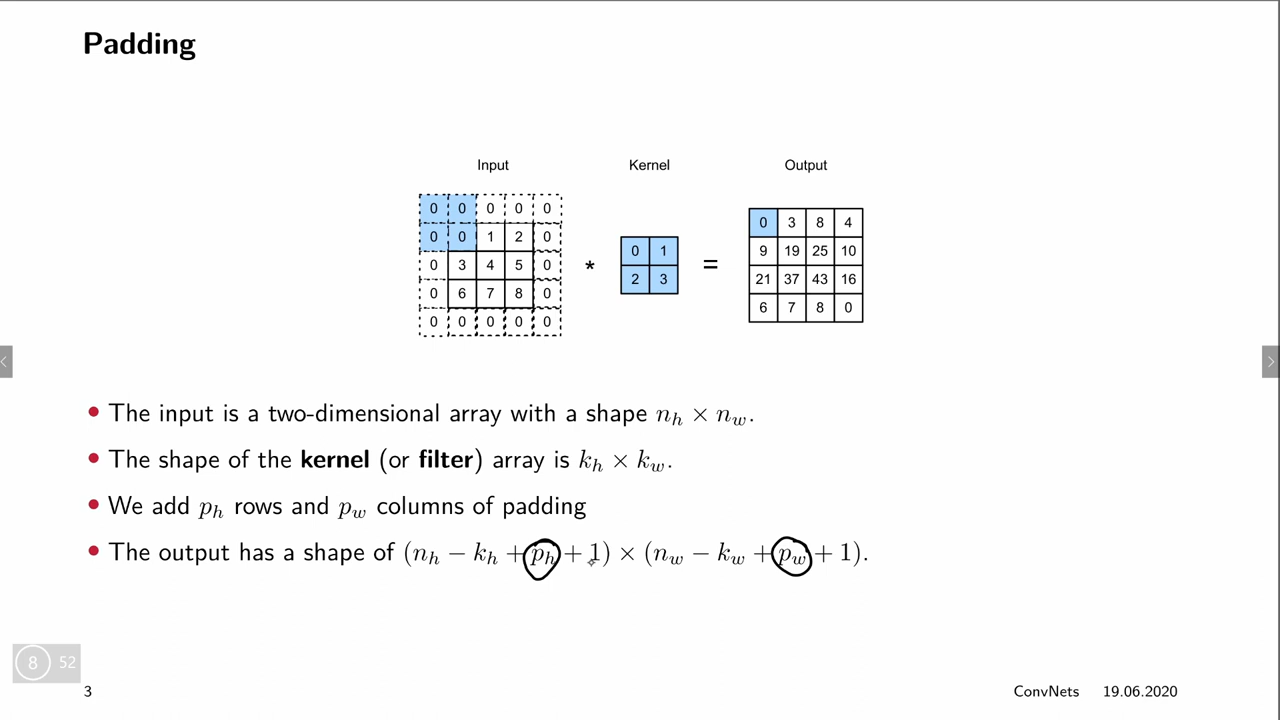 Padding
Input Kernel Output
0 0 0 0 0
0 0 1 2 0
0 3 4 5 0
0 6 7 8 0
0 0 0 0 0
*
0 1
2 3
=
0 3 8 4
9 19 25 10
21 37 43 16
6 7 8 0
• The input is a two-dimensional array with a shape n_h × n_w.
• The shape of the kernel (or filter) array is k_h × k_w.
• We add p_h rows and p_w columns of padding
• The output has a shape of (n_h − k_h + p_h + 1) × (n_w − k_w + p_w + 1).
8 52
3 ConvNets 19.06.2020